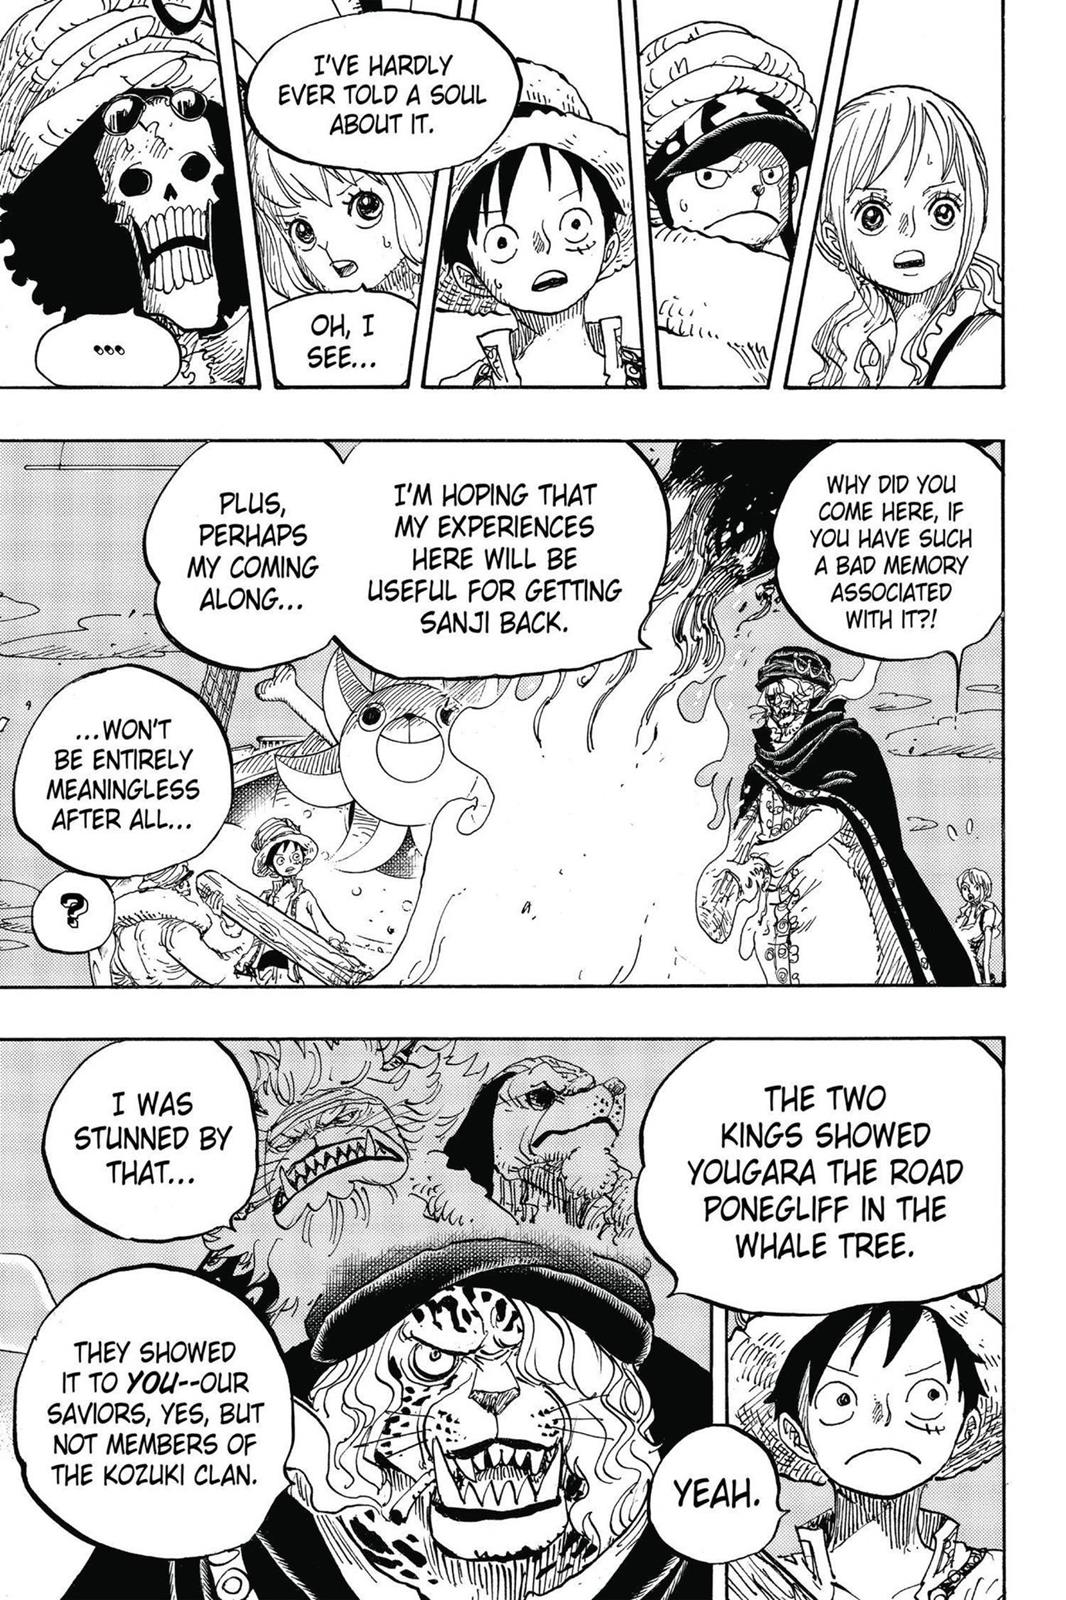 I'VE HARDLY
EVER TOLD A SOUL
ABOUT IT.
OH, I
SEE...
...
WHY DID YOU
COME HERE, IF
YOU HAVE SUCH
A BAD MEMORY
ASSOCIATED
WITH IT?!
I'M HOPING THAT
MY EXPERIENCES
HERE WILL BE
USEFUL FOR GETTING
SANJI BACK.
PLUS,
PERHAPS
MY COMING
ALONG...
...WON'T
BE ENTIRELY
MEANINGLESS
AFTER ALL...
?
THE TWO
KINGS SHOWED
YOUGARA THE ROAD
PONEGLIFF IN THE
WHALE TREE.
YEAH.
I WAS
STUNNED BY
THAT...
THEY SHOWED
IT TO YOU--OUR
SAVIORS, YES, BUT
NOT MEMBERS OF
THE KOZUKI CLAN.